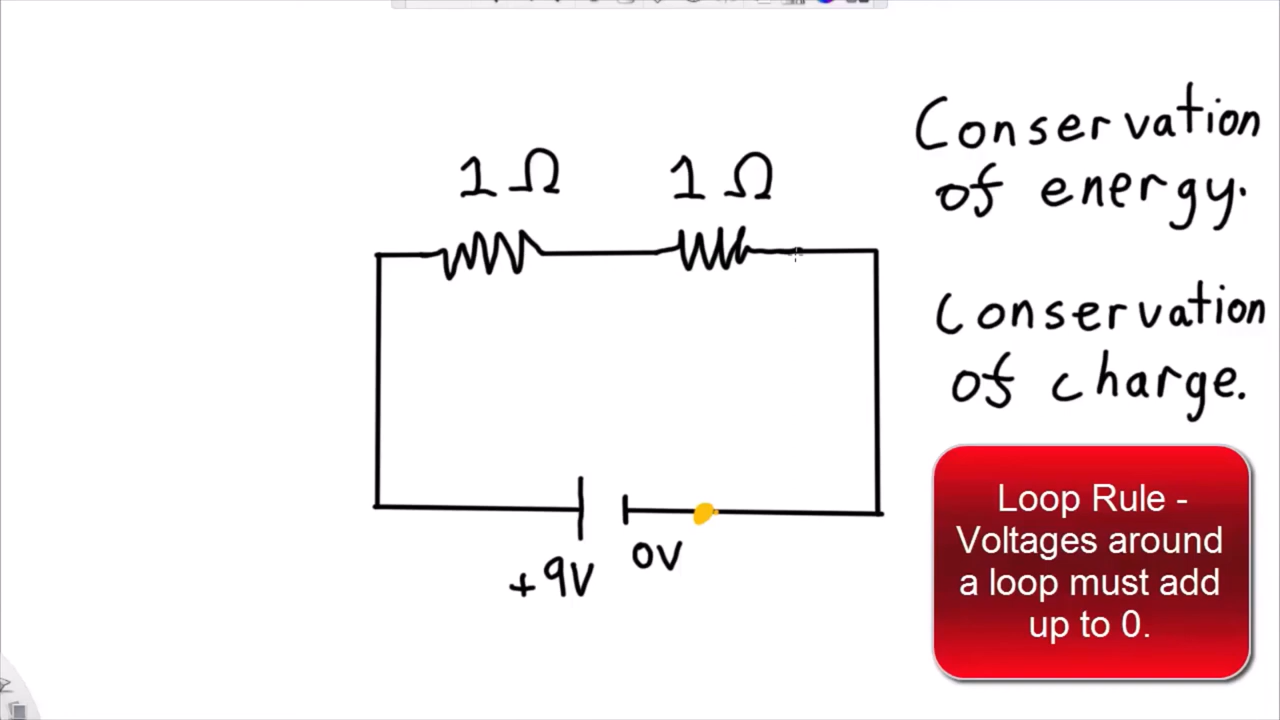 1 Ω
1 Ω
+9V
0V
Conservation
of energy.
Conservation
of charge.
Loop Rule -
Voltages around
a loop must add
up to 0.